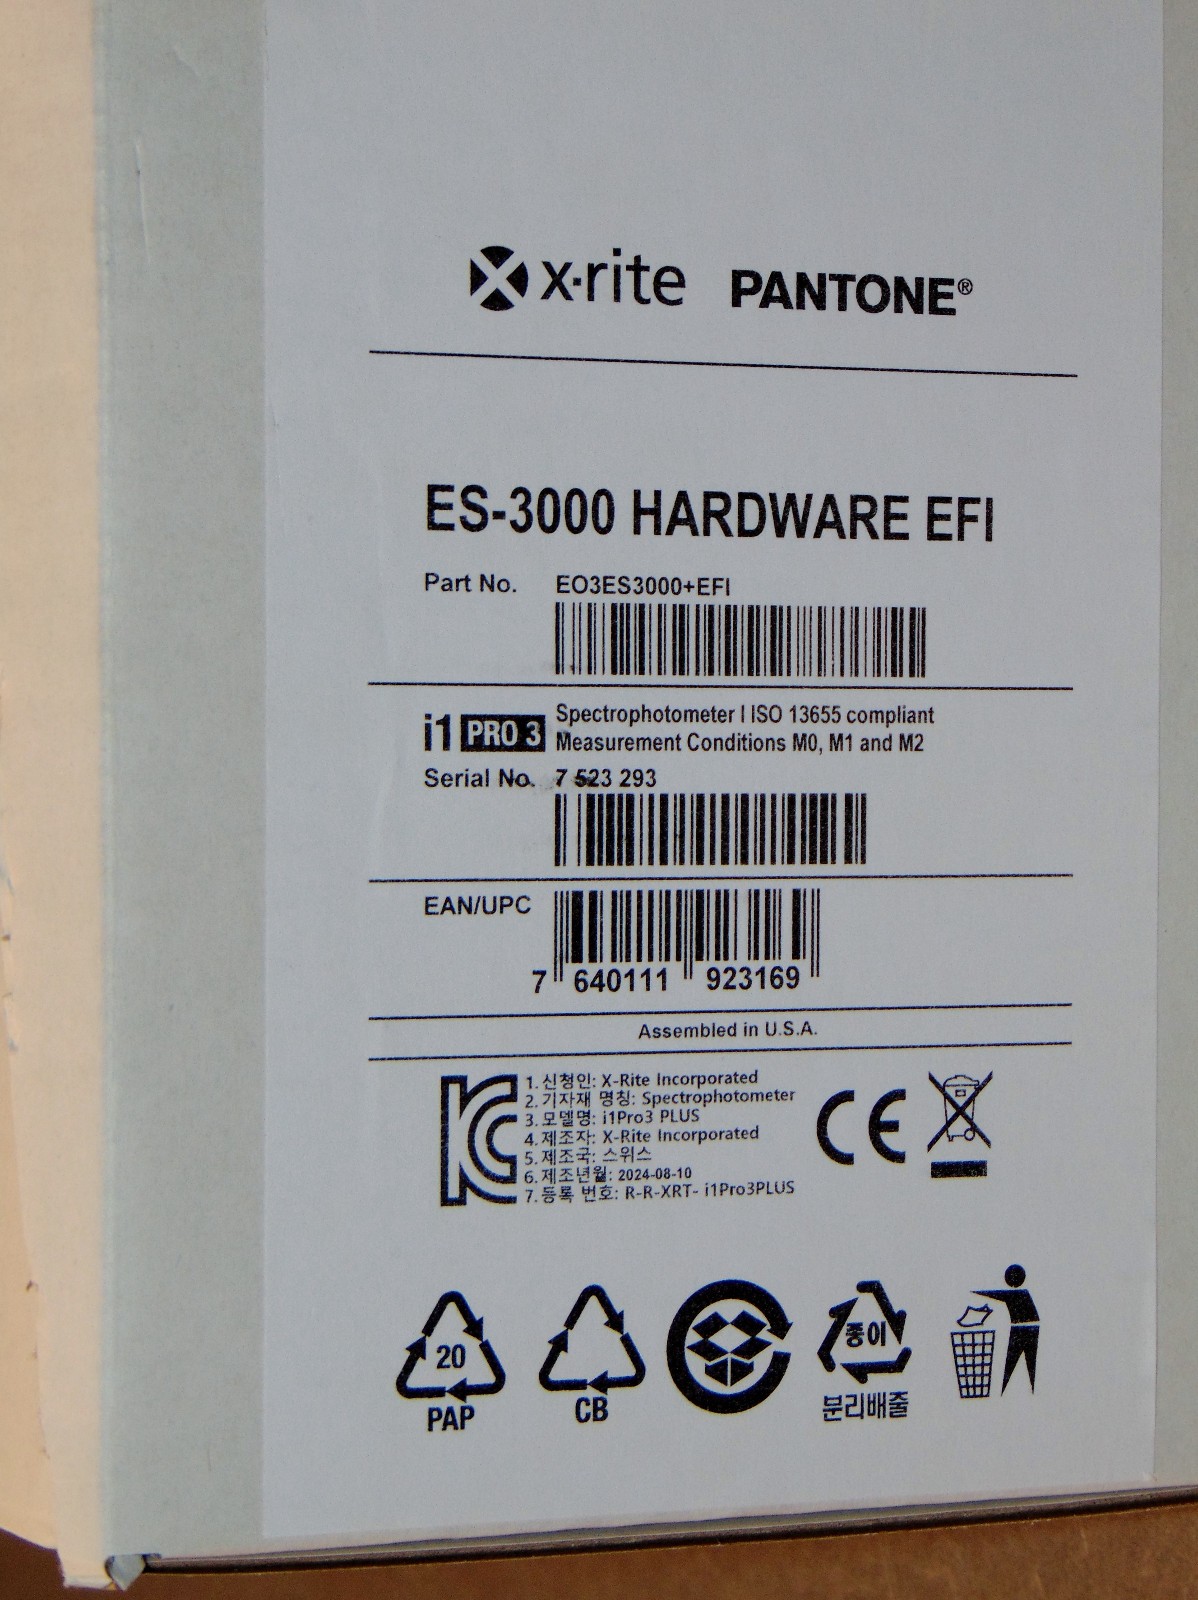 x·rite PANTONE®
ES-3000 HARDWARE EFI
Part No. EO3ES3000+EFI
i1 PRO 3 Spectrophotometer I ISO 13655 compliant
Measurement Conditions M0, M1 and M2
Serial No. 7 523 293
EAN/UPC
7 640111 923169
Assembled in U.S.A.
1. 신청인: X-Rite Incorporated
2. 기자재 명칭: Spectrophotometer
3. 모델명: i1Pro3 PLUS
4. 제조자: X-Rite Incorporated
5. 제조국: 스위스
6. 제조년월: 2024-08-10
7. 등록 번호: R-R-XRT- i1Pro3PLUS
CE
20
PAP
CB
종이
분리배출